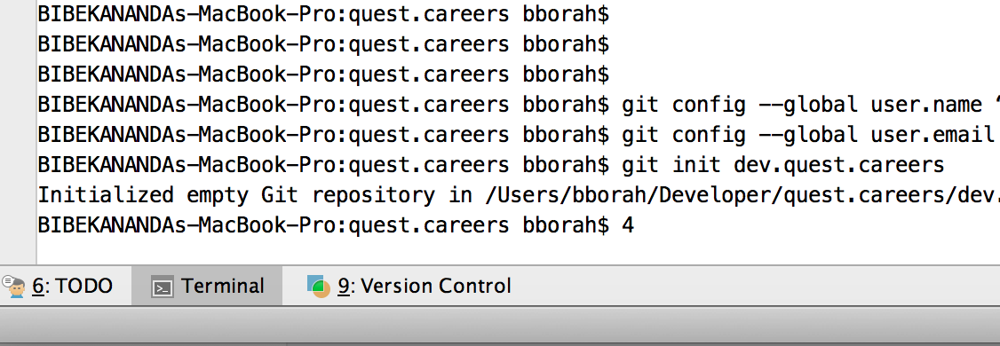 BIBEKANANDAs-MacBook-Pro:quest.careers bborah$
BIBEKANANDAs-MacBook-Pro:quest.careers bborah$
BIBEKANANDAs-MacBook-Pro:quest.careers bborah$
BIBEKANANDAs-MacBook-Pro:quest.careers bborah$ git config --global user.name “
BIBEKANANDAs-MacBook-Pro:quest.careers bborah$ git config --global user.email
BIBEKANANDAs-MacBook-Pro:quest.careers bborah$ git init dev.quest.careers
Initialized empty Git repository in /Users/bborah/Developer/quest.careers/dev.
BIBEKANANDAs-MacBook-Pro:quest.careers bborah$ 4
6: TODO Terminal 9: Version Control